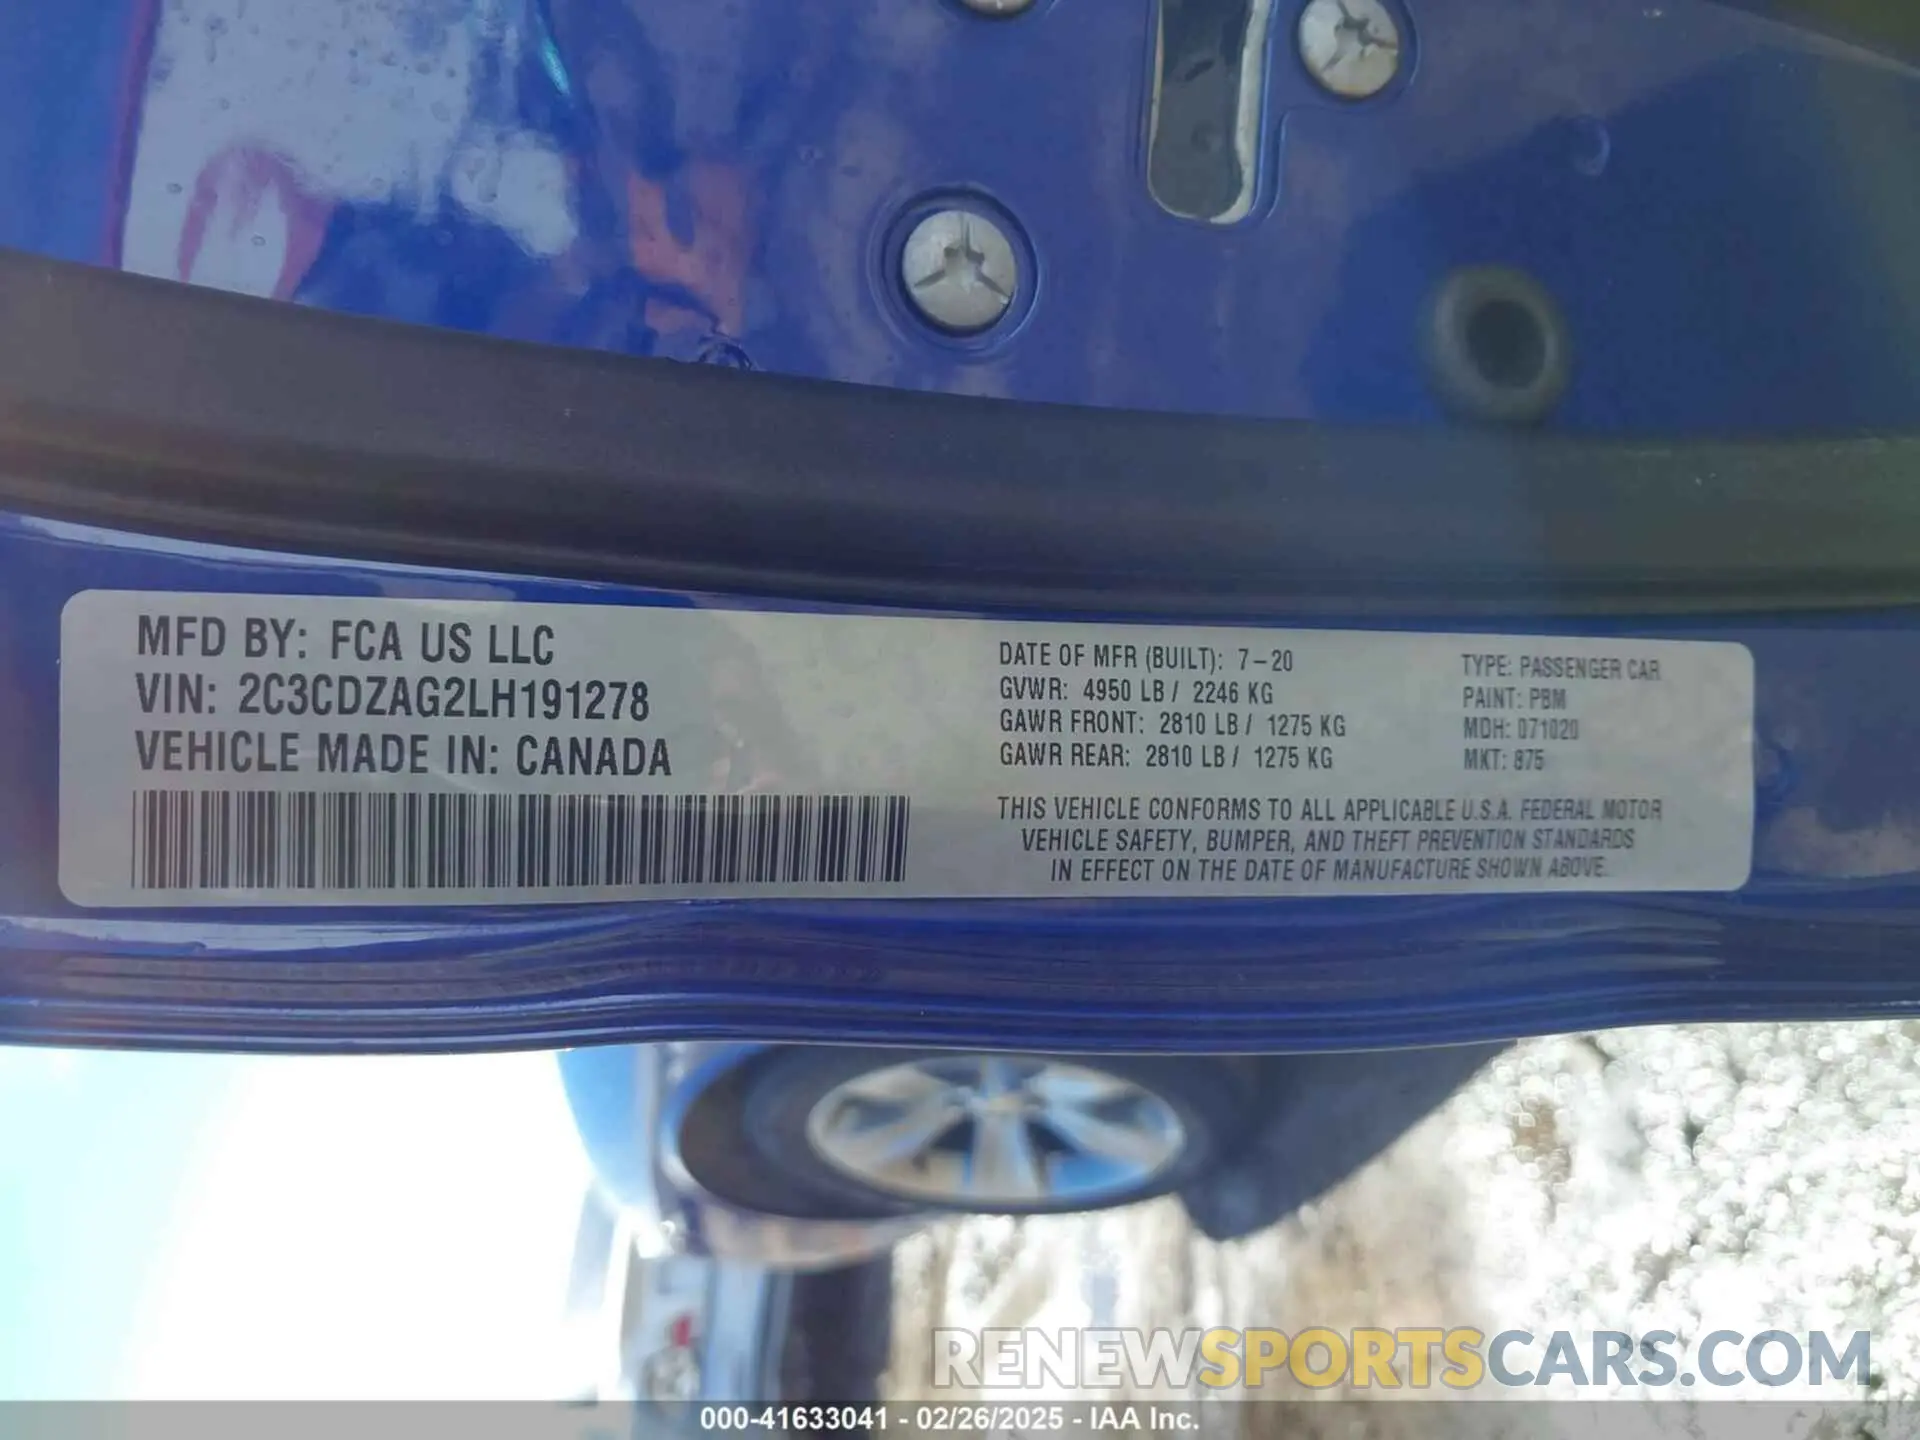 MFD BY: FCA US LLC
VIN: 2C3CDZAG2LH191278
VEHICLE MADE IN: CANADA
DATE OF MFR (BUILT): 7-20
GVWR: 4950 LB / 2246 KG
GAWR FRONT: 2810 LB / 1275 KG
GAWR REAR: 2810 LB / 1275 KG
TYPE: PASSENGER CAR
PAINT: PBM
MDH: 071020
MKT: 875
THIS VEHICLE CONFORMS TO ALL APPLICABLE U.S.A. FEDERAL MOTOR
VEHICLE SAFETY, BUMPER, AND THEFT PREVENTION STANDARDS
IN EFFECT ON THE DATE OF MANUFACTURE SHOWN ABOVE.
RENEWSPORTSCARS.COM
000-41633041 - 02/26/2025 - IAA Inc.